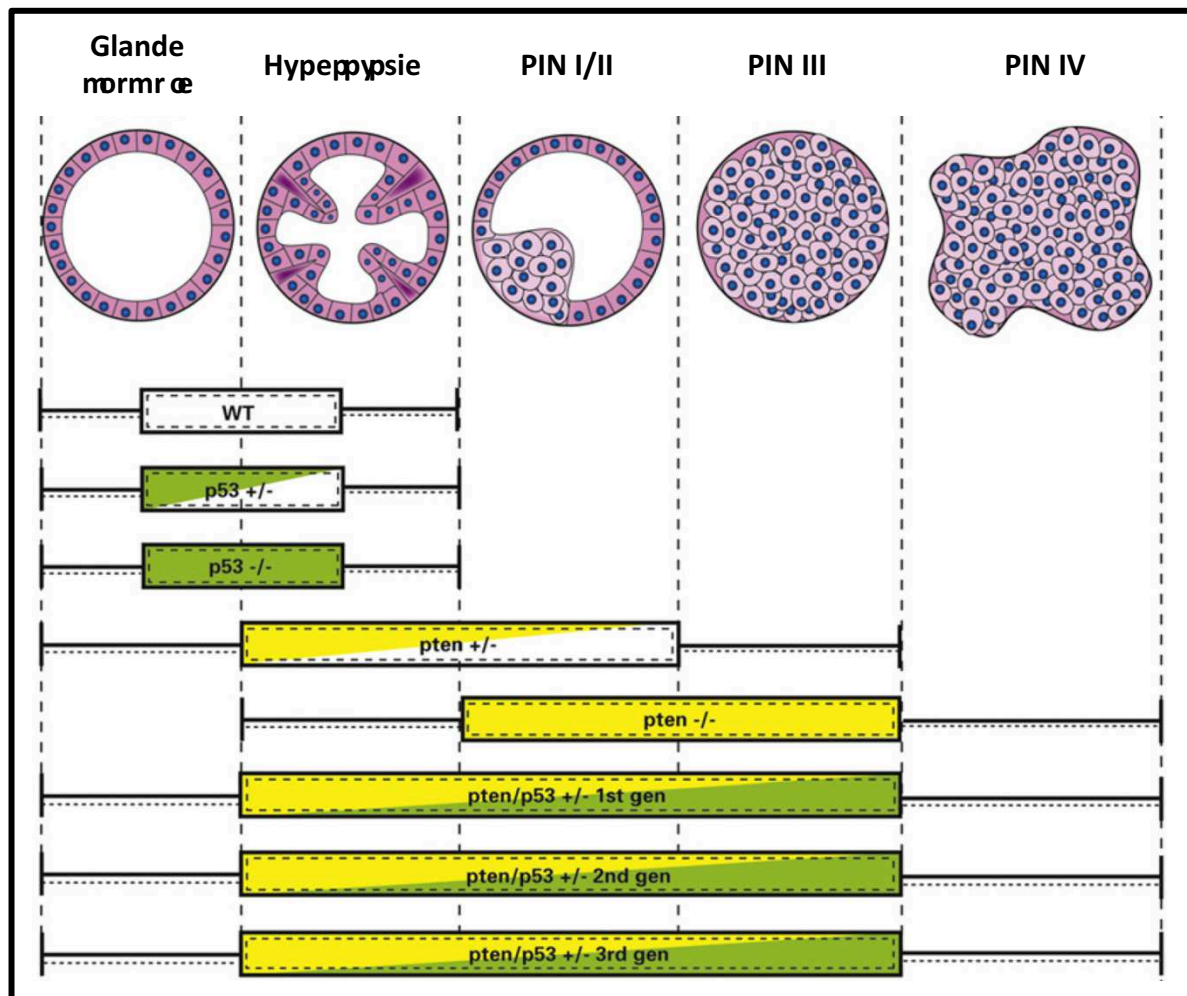 Glande
Hypeppypsie PIN I/II PIN III PIN IV
WT
p53 +/-
p53 -/-
pten +/-
pten -/-
pten/p53 +/- 1st gen
pten/p53 +/- 2nd gen
pten/p53 +/- 3rd gen